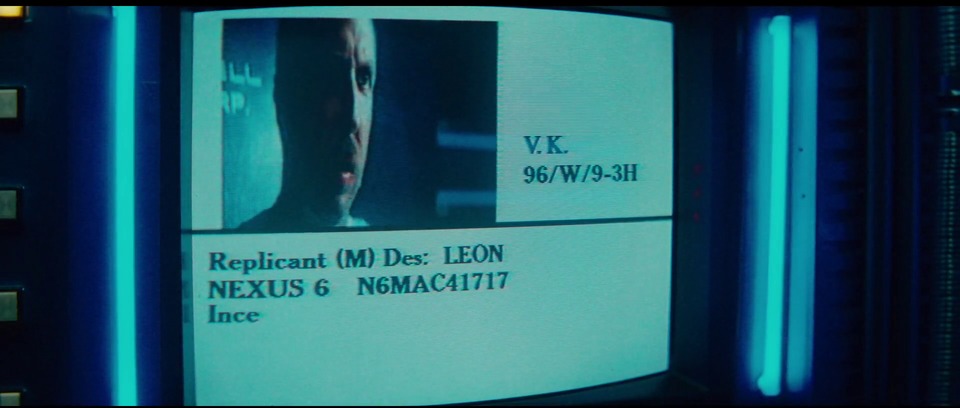 V.K.
96/W/9-3H
Replicant (M) Des: LEON
NEXUS 6 N6MAC41717
Ince